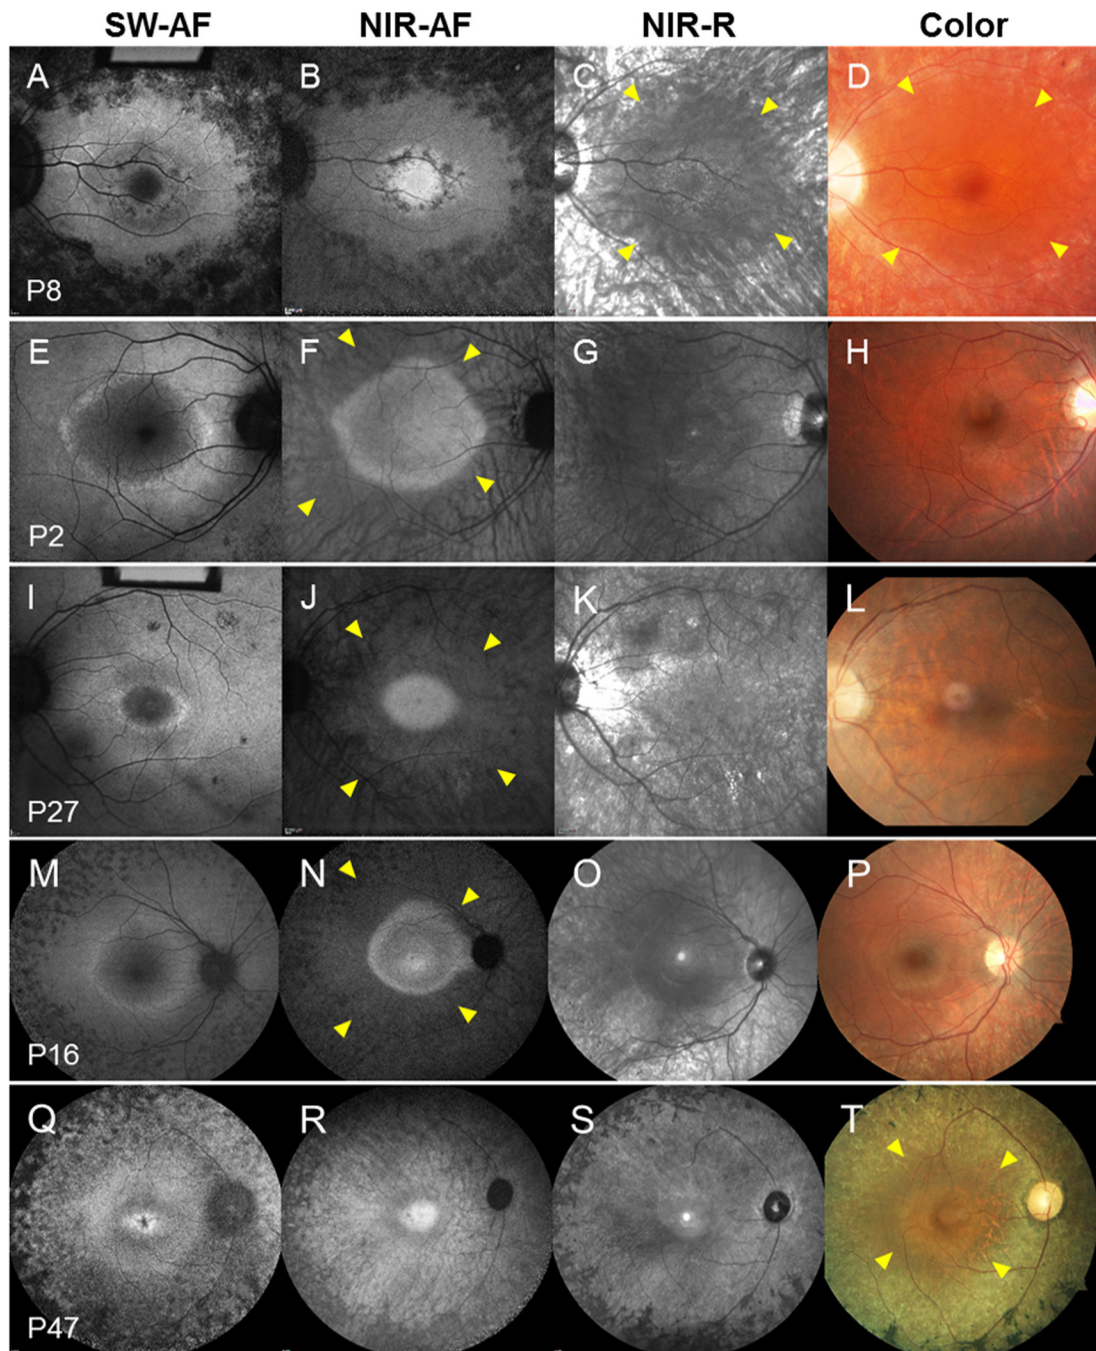 SW-AF NIR-AF NIR-R Color
A B C D
P8
E F G H
P2
I J K L
P27
M N O P
P16
Q R S T
P47